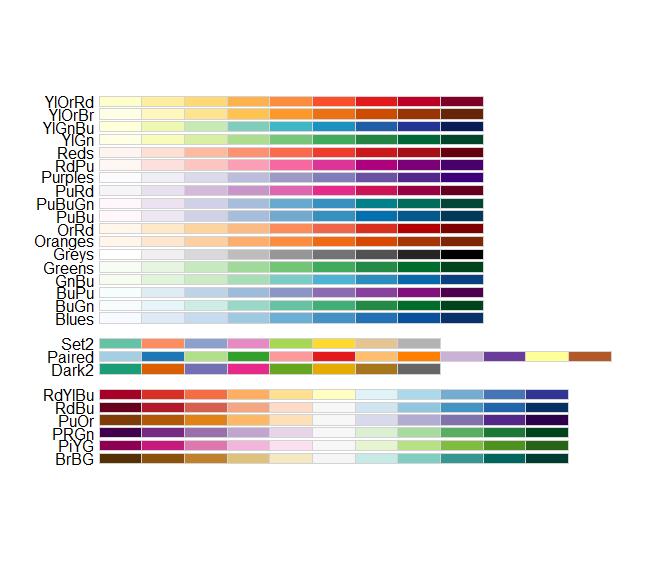 YlOrRd
YlOrBr
YlGnBu
YlGn
Reds
RdPu
Purples
PuRd
PuBuGn
PuBu
OrRd
Oranges
Greys
Greens
GnBu
BuPu
BuGn
Blues
Set2
Paired
Dark2
RdYlBu
RdBu
PuOr
PRGn
PiYG
BrBG